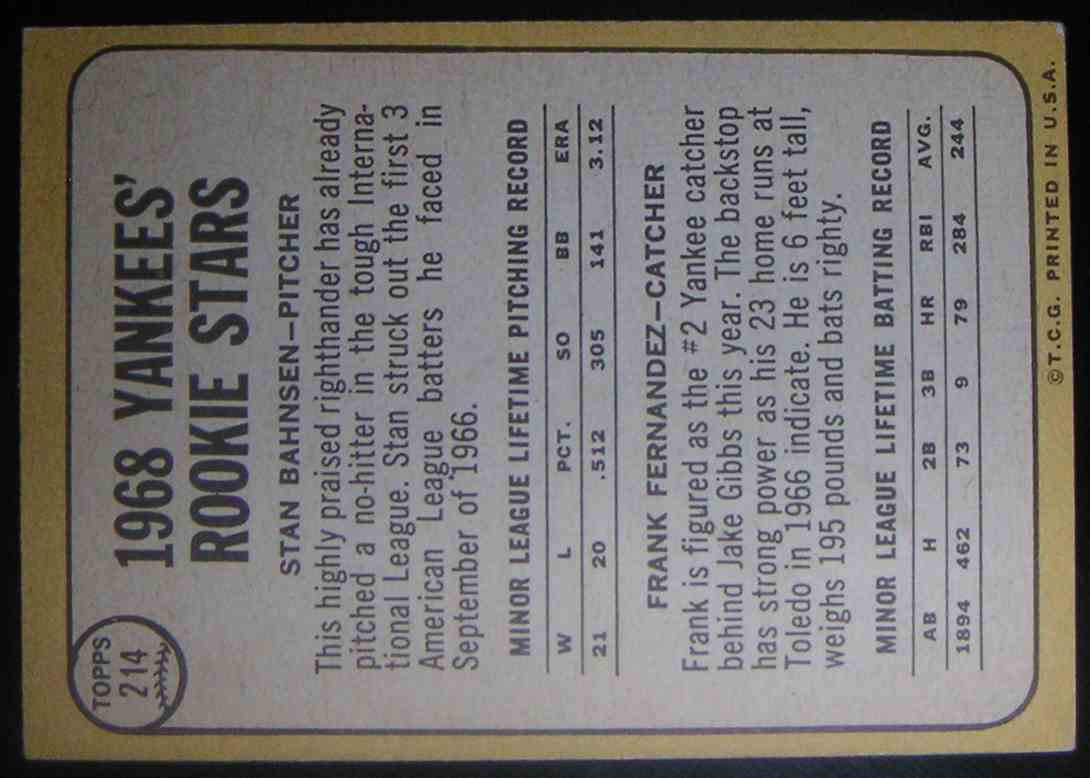 TOPPS
214
1968 YANKEES'
ROOKIE STARS
STAN BAHNSEN—PITCHER
This highly praised righthander has already
pitched a no-hitter in the tough Interna-
tional League. Stan struck out the first 3
American League batters he faced in
September of 1966.
MINOR LEAGUE LIFETIME PITCHING RECORD
W L PCT. SO BB ERA
21 20 .512 305 141 3.12
FRANK FERNANDEZ—CATCHER
Frank is figured as the #2 Yankee catcher
behind Jake Gibbs this year. The backstop
has strong power as his 23 home runs at
Toledo in 1966 indicate. He is 6 feet tall,
weighs 195 pounds and bats righty.
MINOR LEAGUE LIFETIME BATTING RECORD
AB H 2B 3B HR RBI AVG.
1894 462 73 9 79 284 244
©T.C.G. PRINTED IN U.S.A.